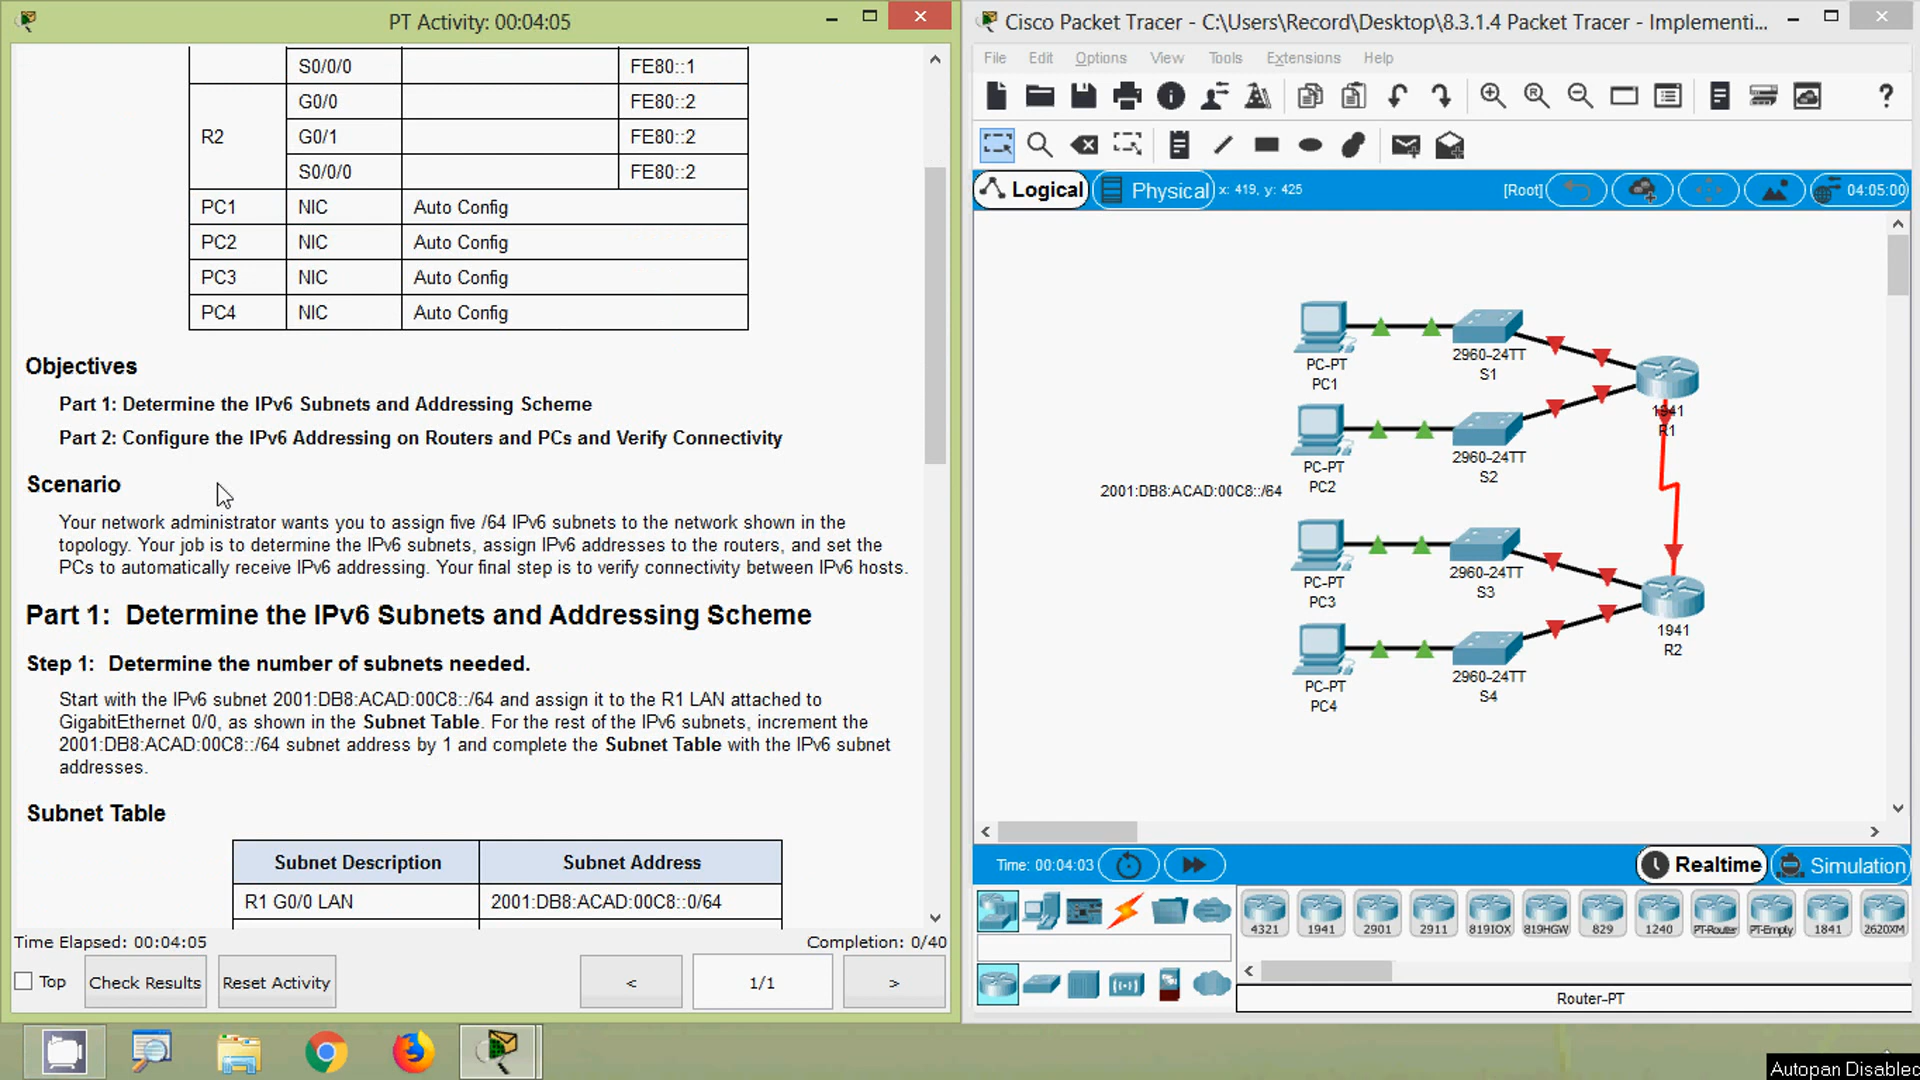 PT Activity: 00:04:05
S0/0/0 FE80::1
R2 G0/0 FE80::2
G0/1 FE80::2
S0/0/0 FE80::2
PC1 NIC Auto Config
PC2 NIC Auto Config
PC3 NIC Auto Config
PC4 NIC Auto Config
Objectives
Part 1: Determine the IPv6 Subnets and Addressing Scheme
Part 2: Configure the IPv6 Addressing on Routers and PCs and Verify Connectivity
Scenario
Your network administrator wants you to assign five /64 IPv6 subnets to the network shown in the
topology. Your job is to determine the IPv6 subnets, assign IPv6 addresses to the routers, and set the
PCs to automatically receive IPv6 addressing. Your final step is to verify connectivity between IPv6 hosts.
Part 1: Determine the IPv6 Subnets and Addressing Scheme
Step 1: Determine the number of subnets needed.
Start with the IPv6 subnet 2001:DB8:ACAD:00C8::/64 and assign it to the R1 LAN attached to
GigabitEthernet 0/0, as shown in the Subnet Table. For the rest of the IPv6 subnets, increment the
2001:DB8:ACAD:00C8::/64 subnet address by 1 and complete the Subnet Table with the IPv6 subnet
addresses.
Subnet Table
Subnet Description Subnet Address
R1 G0/0 LAN 2001:DB8:ACAD:00C8::0/64
Time Elapsed: 00:04:05 Completion: 0/40
Top Check Results Reset Activity < 1/1 >
Cisco Packet Tracer - C:\Users\Record\Desktop\8.3.1.4 Packet Tracer - Implementi...
File Edit Options View Tools Extensions Help
Logical Physical x: 419, y: 425 [Root] 04:05:00
PC-PT
PC1
2960-24TT
S1
1941
R1
PC-PT
PC2
2960-24TT
S2
2001:DB8:ACAD:00C8::/64
PC-PT
PC3
2960-24TT
S3
1941
R2
PC-PT
PC4
2960-24TT
S4
Time: 00:04:03 Realtime Simulation
4321 1941 2901 2911 819IOX 819HGW 829 1240 PT-Router PT-Empty 1841 2620XM
Router-PT
Autopan Disabled